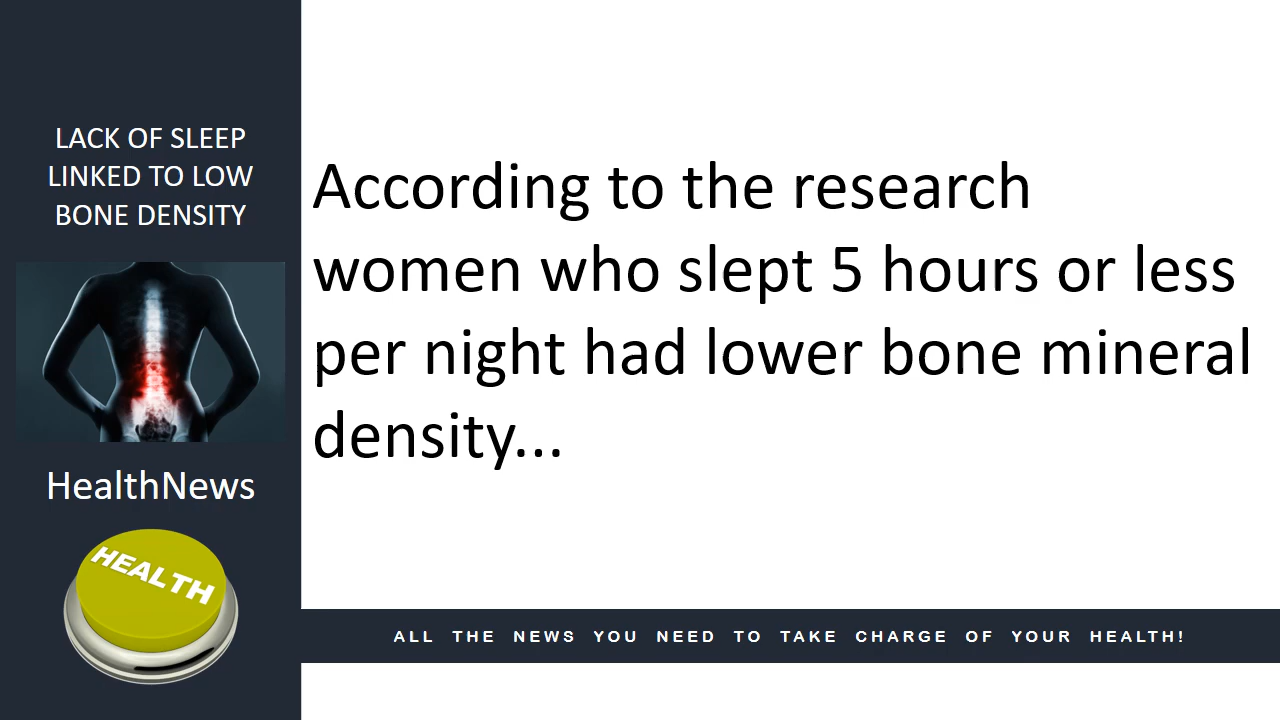 LACK OF SLEEP
LINKED TO LOW
BONE DENSITY
HealthNews
HEALTH
According to the research
women who slept 5 hours or less
per night had lower bone mineral
density...
ALL THE NEWS YOU NEED TO TAKE CHARGE OF YOUR HEALTH!